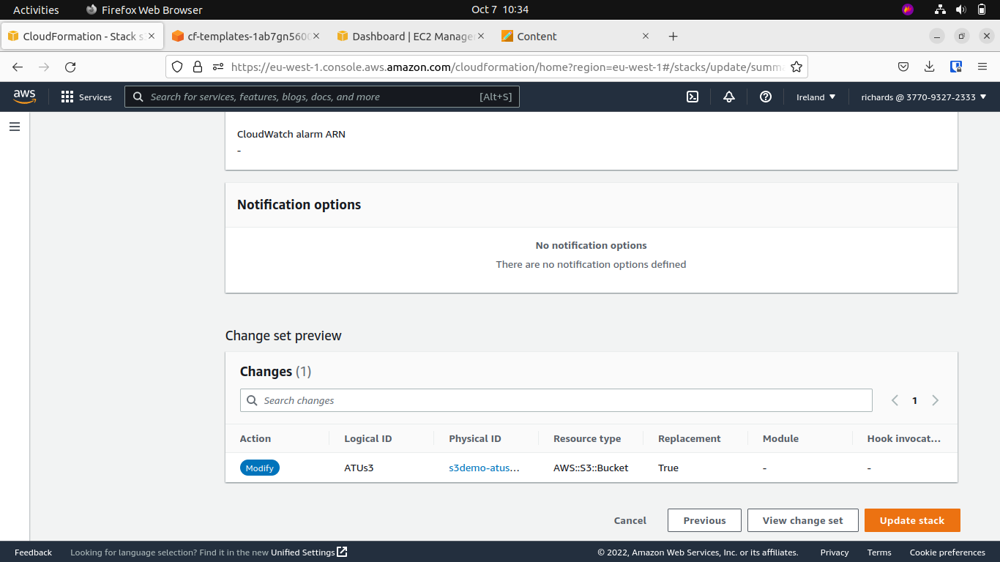 Activities Firefox Web Browser Oct 7 10:34
CloudFormation - Stack s cf-templates-1ab7gn560 Dashboard | EC2 Manage Content
https://eu-west-1.console.aws.amazon.com/cloudformation/home?region=eu-west-1#/stacks/update/summ
aws Services Search for services, features, blogs, docs, and more [Alt+S] Ireland richards @ 3770-9327-2333
CloudWatch alarm ARN
-
Notification options
No notification options
There are no notification options defined
Change set preview
Changes (1)
Search changes 1
Action Logical ID Physical ID Resource type Replacement Module Hook invocat...
Modify ATUs3 s3demo-atus... AWS::S3::Bucket True - -
Cancel Previous View change set Update stack
Feedback Looking for language selection? Find it in the new Unified Settings © 2022, Amazon Web Services, Inc. or its affiliates. Privacy Terms Cookie preferences